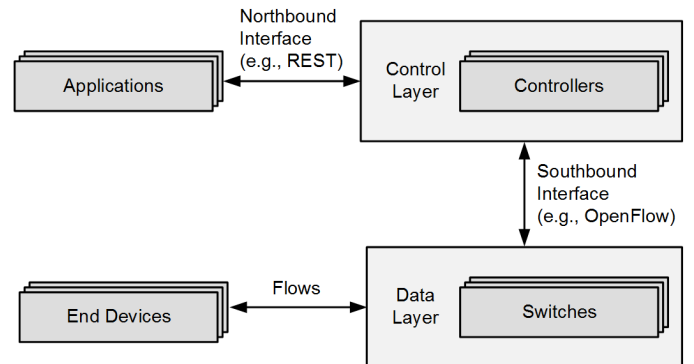 Northbound
Interface
(e.g., REST)
Applications
Control
Layer
Controllers
Southbound
Interface
(e.g., OpenFlow)
Flows
End Devices
Data
Layer
Switches